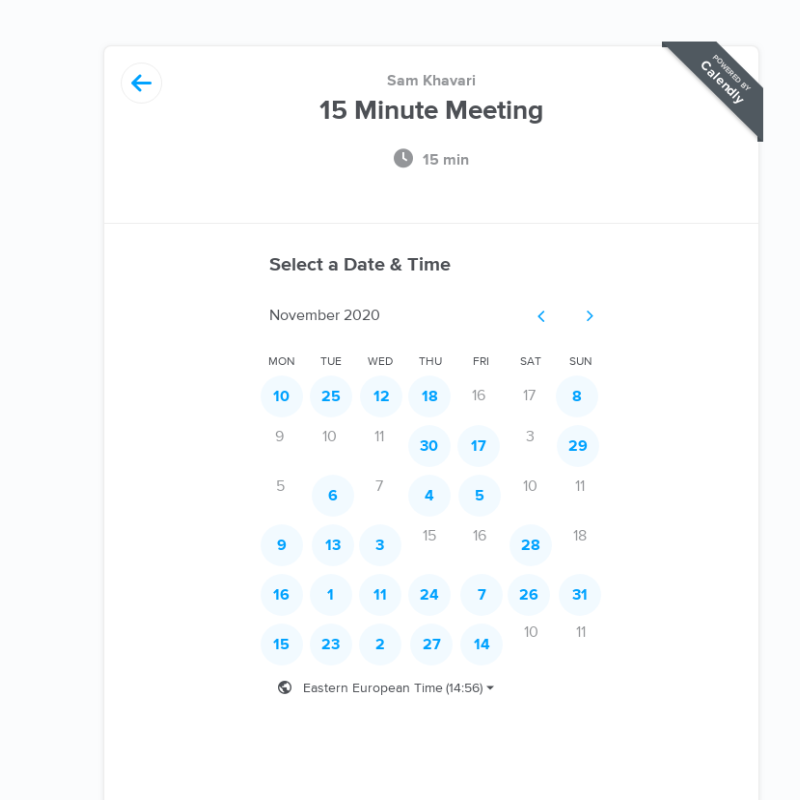 Sam Khavari
POWERED BY
Calendly
15 Minute Meeting
15 min
Select a Date & Time
November 2020
MON TUE WED THU FRI SAT SUN
10 25 12 18 16 17 8
9 10 11 30 17 3 29
5 6 7 4 5 10 11
9 13 3 15 16 28 18
16 1 11 24 7 26 31
15 23 2 27 14 10 11
Eastern European Time (14:56)